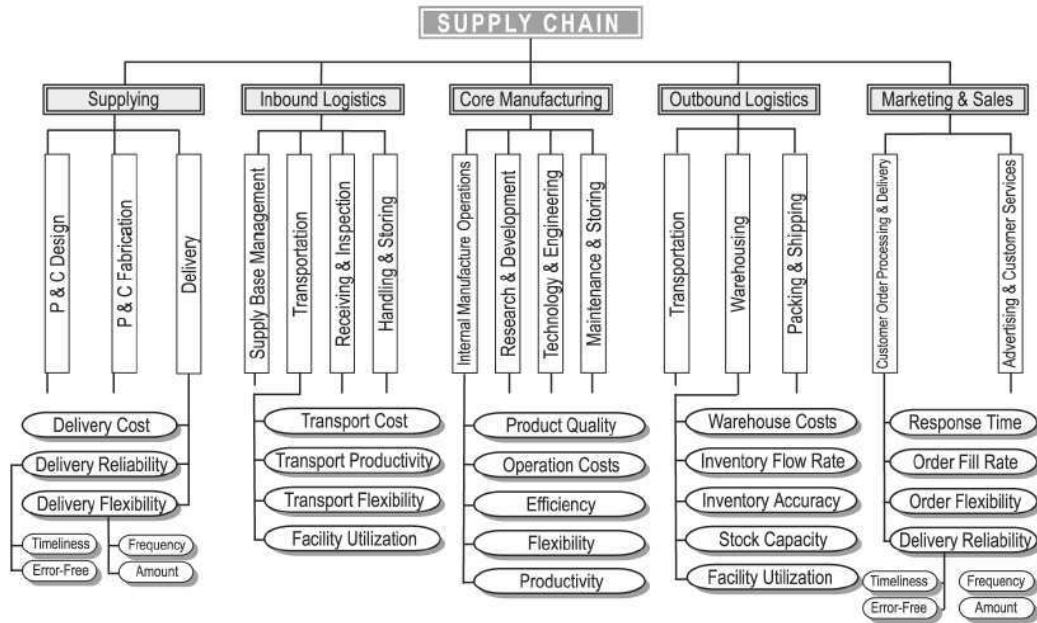 SUPPLY CHAIN
Supplying
Inbound Logistics
Core Manufacturing
Outbound Logistics
Marketing & Sales
P & C Design
P & C Fabrication
Delivery
Supply Base Management
Transportation
Receiving & Inspection
Handling & Storing
Internal Manufacture Operations
Research & Development
Technology & Engineering
Maintenance & Storing
Transportation
Warehousing
Packing & Shipping
Customer Order Processing & Delivery
Advertising & Customer Services
Delivery Cost
Delivery Reliability
Delivery Flexibility
Timeliness
Frequency
Error-Free
Amount
Transport Cost
Transport Productivity
Transport Flexibility
Facility Utilization
Product Quality
Operation Costs
Efficiency
Flexibility
Productivity
Warehouse Costs
Inventory Flow Rate
Inventory Accuracy
Stock Capacity
Facility Utilization
Response Time
Order Fill Rate
Order Flexibility
Delivery Reliability
Timeliness
Frequency
Error-Free
Amount